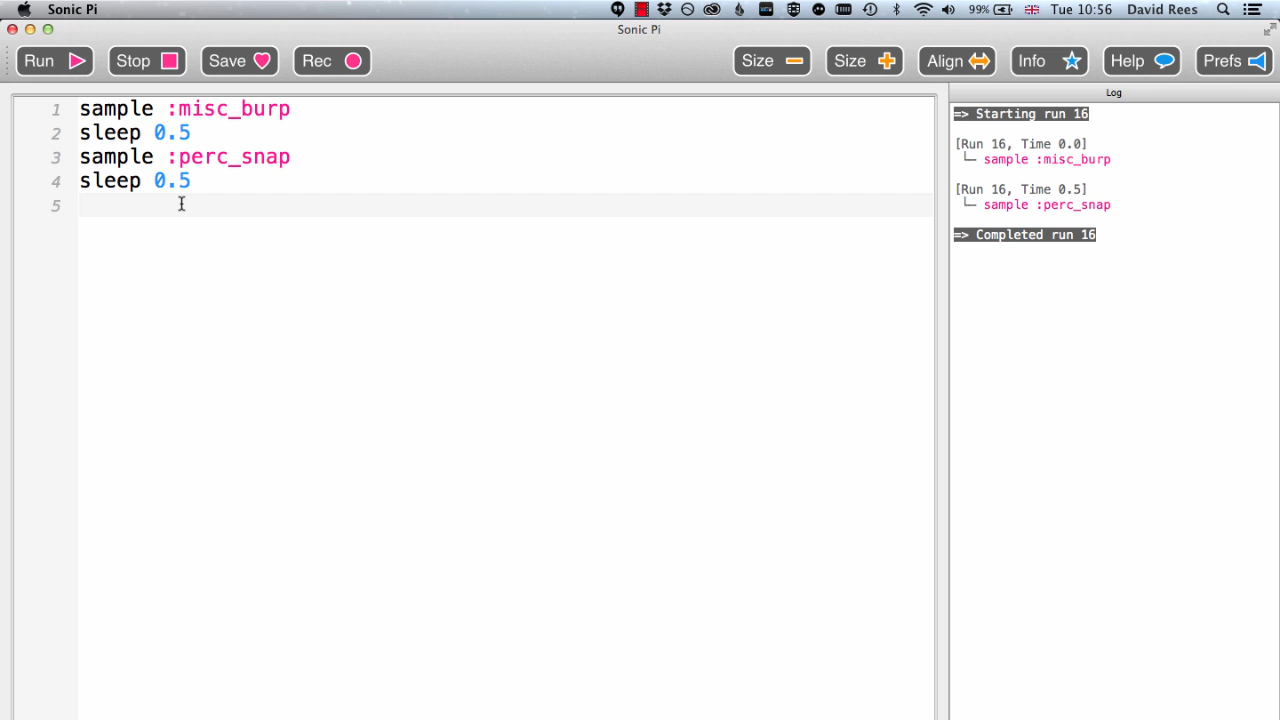 Sonic Pi 99% Tue 10:56 David Rees
Sonic Pi
Run Stop Save Rec Size Size Align Info Help Prefs
Log
1 sample :misc_burp
2 sleep 0.5
3 sample :perc_snap
4 sleep 0.5
5
=> Starting run 16
[Run 16, Time 0.0]
└─ sample :misc_burp
[Run 16, Time 0.5]
└─ sample :perc_snap
=> Completed run 16